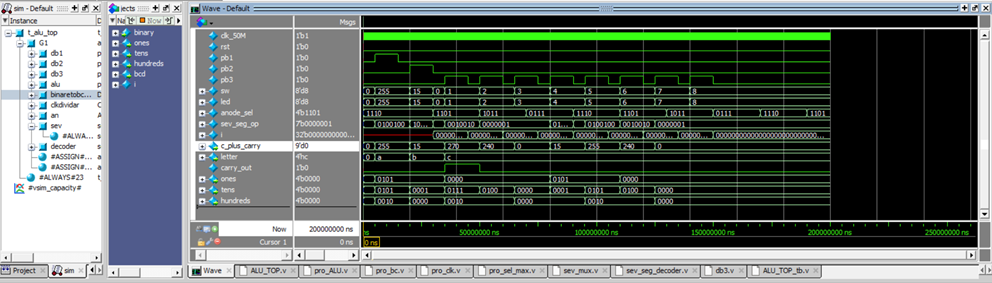 sim - Default
Instance
t_alu_top
G1
db1
db2
db3
alu
binaretobc...
clkdividar
an
sev
#ALWA...
decoder
#ASSIGN#...
#ASSIGN#...
#ALWAYS#23
#vsim_capacity#
Project
sim
jects
Now
binary
ones
tens
hundreds
bcd
i
Wave - Default
Msgs
clk_50M 1'b1
rst 1'b0
pb1 1'b0
pb2 1'b0
pb3 1'b0
sw 8'd8 0 255 15 0 1 2 3 4 5 6 7 8
led 8'd8 0 255 15 0 1 2 3 4 5 6 7 8
anode_sel 4'b1101 1110 1101 1011 0111 1110 1101 1011 0111 1110 1101
sev_seg_op 7'b0000001 0100100 10... 0010010 0000001 01... 0100100 0010010 0000001
i 32'b0000000000... 00000... 00000... 00000... 00000... 00000... 00000... 00000... 00000000000000000000000000...
c_plus_carry 9'd0 0 255 15 270 240 0 15 255 240 0
letter 4'hc 0 a b c
carry_out 1'b0
ones 4'b0000 0101 0000 0101 0000
tens 4'b0000 0101 0001 0111 0100 0000 0001 0101 0100 0000
hundreds 4'b0000 0010 0000 0010 0000 0010 0000
Now 200000000 ns
ns 50000000 ns 100000000 ns 150000000 ns 200000000 ns 250000000 ns
Cursor 1 0 ns
0 ns
Wave ALU_TOP.v pro_ALU.v pro_bc.v pro_clk.v pro_sel_max.v sev_mux.v sev_seg_decoder.v db3.v ALU_TOP_tb.v